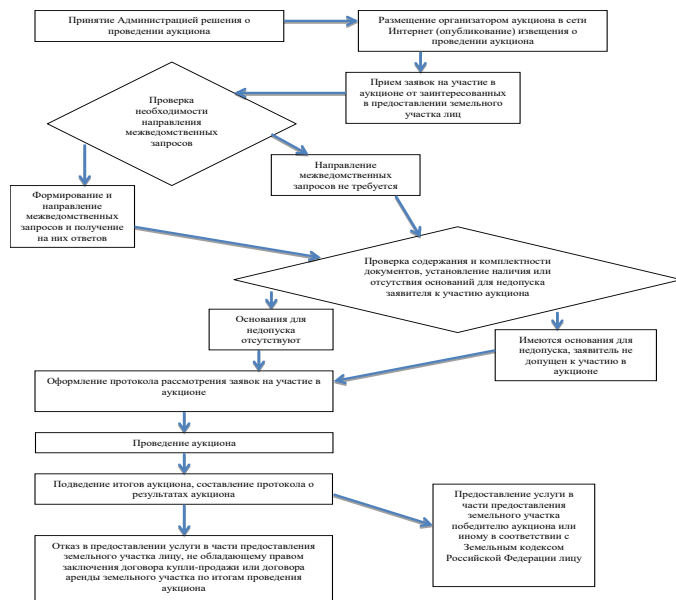 Принятие Администрацией решения о
проведении аукциона
Размещение организатором аукциона в сети
Интернет (опубликование) извещения о
проведении аукциона
Прием заявок на участие в
аукционе от заинтересованных
в предоставлении земельного
участка лиц
Проверка
необходимости
направления
межведомственных
запросов
Направление
межведомственных
запросов не требуется
Формирование и
направление
межведомственных
запросов и получение
на них ответов
Проверка содержания и комплектности
документов, установление наличия или
отсутствия оснований для недопуска
заявителя к участию аукциона
Основания для
недопуска
отсутствуют
Имеются основания для
недопуска, заявитель не
допущен к участию в
аукционе
Оформление протокола рассмотрения заявок на участие в
аукционе
Проведение аукциона
Подведение итогов аукциона, составление протокола о
результатах аукциона
Предоставление услуги в
части предоставления
земельного участка
победителю аукциона или
иному в соответствии с
Земельным кодексом
Российской Федерации лицу
Отказ в предоставлении услуги в части предоставления
земельного участка лицу, не обладающему правом
заключения договора купли-продажи или договора
аренды земельного участка по итогам проведения
аукциона